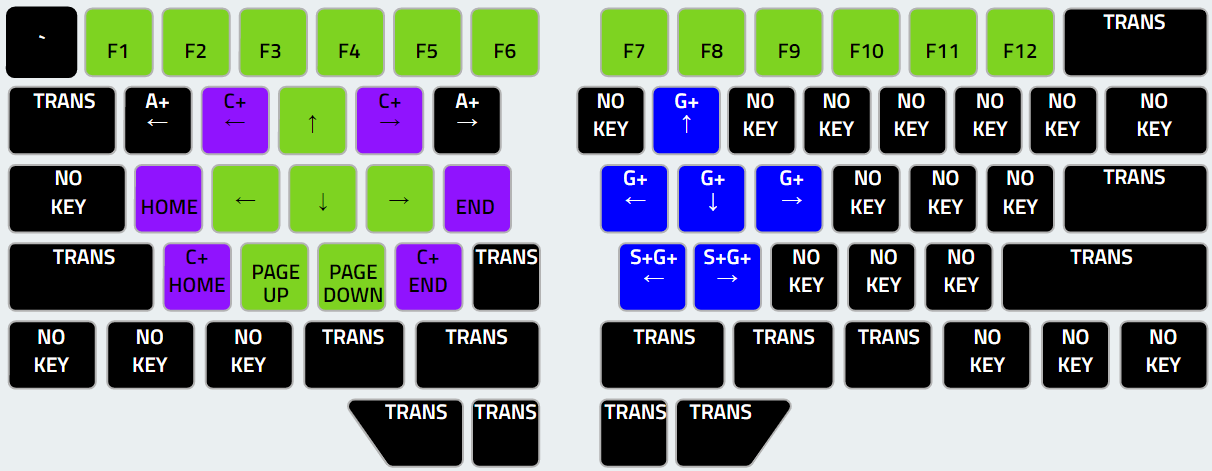 ` F1 F2 F3 F4 F5 F6 F7 F8 F9 F10 F11 F12 TRANS
TRANS A+ ← C+ ← ↑ C+ → A+ → NO KEY G+ ↑ NO KEY NO KEY NO KEY NO KEY NO KEY NO KEY
NO KEY HOME ← ↓ → END G+ ← G+ ↓ G+ → NO KEY NO KEY NO KEY TRANS
TRANS C+ HOME PAGE UP PAGE DOWN C+ END TRANS S+G+ ← S+G+ → NO KEY NO KEY NO KEY TRANS
NO KEY NO KEY NO KEY TRANS TRANS TRANS TRANS TRANS NO KEY NO KEY NO KEY
TRANS TRANS TRANS TRANS